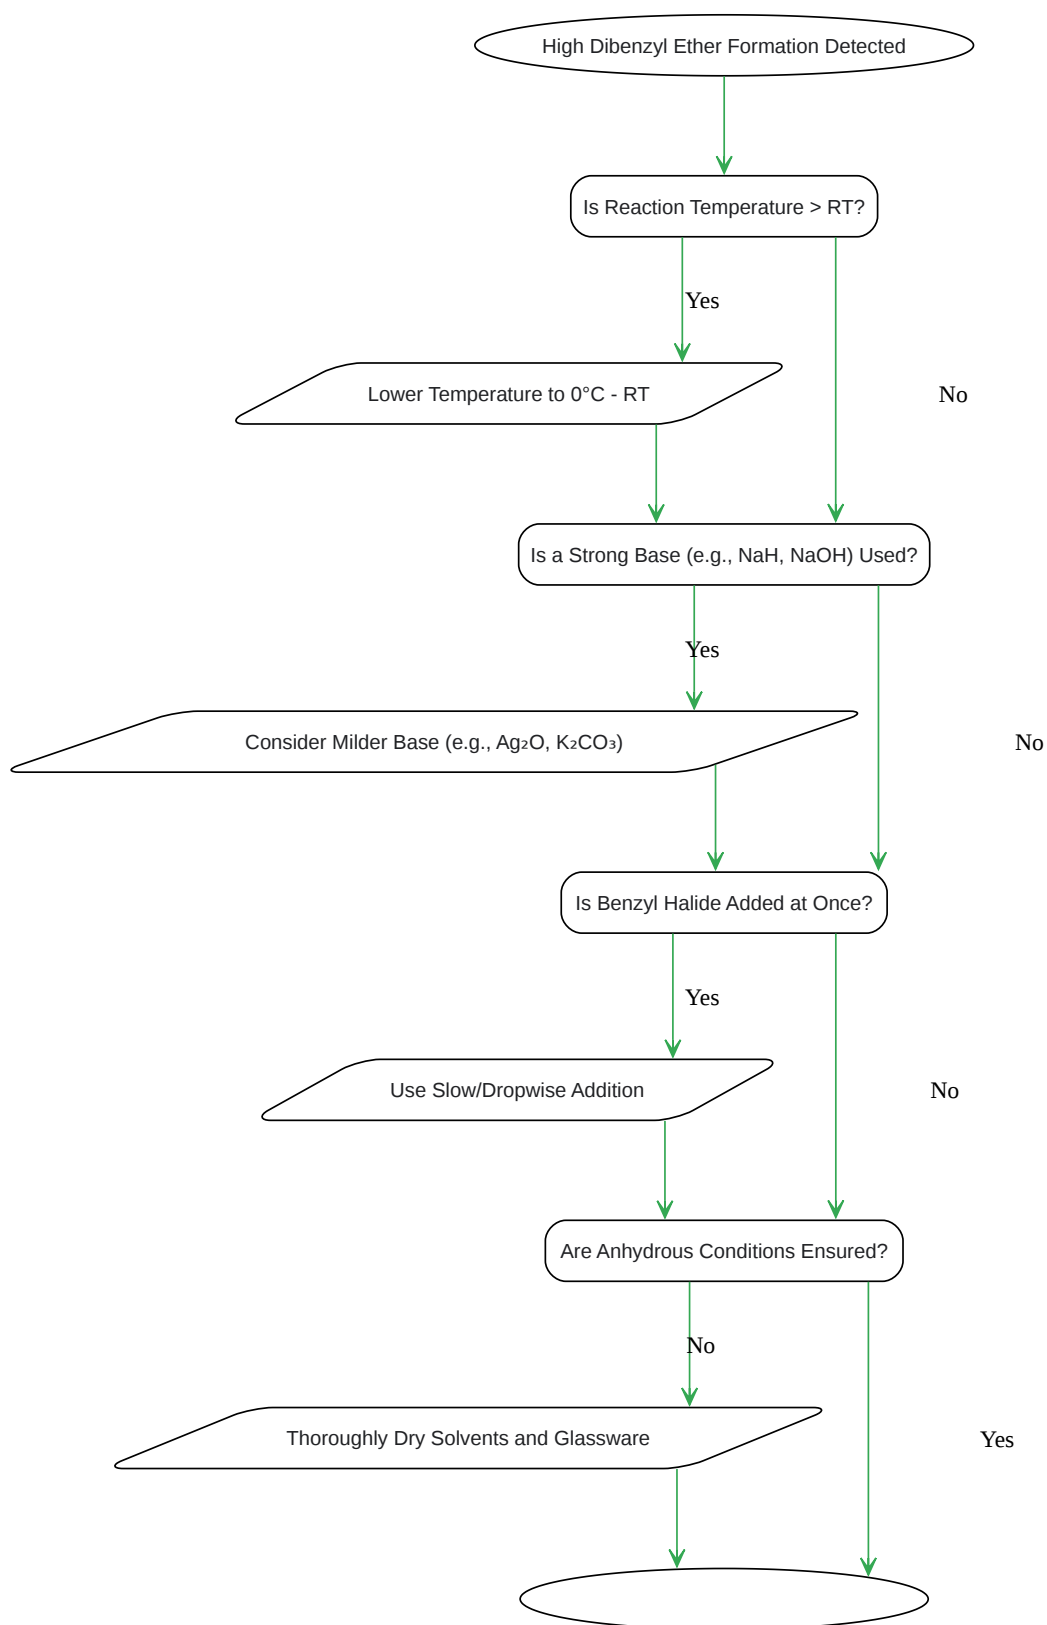 High Dibenzyl Ether Formation Detected
Is Reaction Temperature > RT?
Yes
Lower Temperature to 0°C - RT
No
Is a Strong Base (e.g., NaH, NaOH) Used?
Yes
Consider Milder Base (e.g., Ag₂O, K₂CO₃)
No
Is Benzyl Halide Added at Once?
Yes
Use Slow/Dropwise Addition
No
Are Anhydrous Conditions Ensured?
No
Thoroughly Dry Solvents and Glassware
Yes